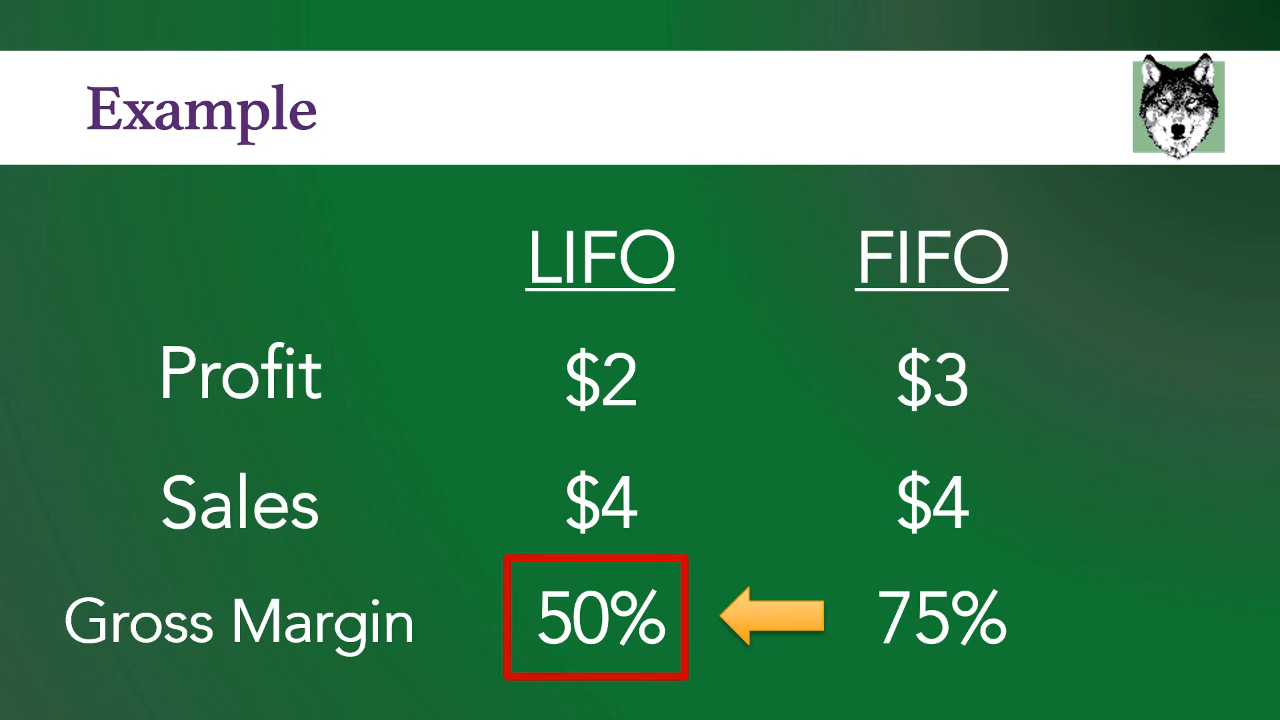 Example
LIFO FIFO
Profit $2 $3
Sales $4 $4
Gross Margin 50% 75%